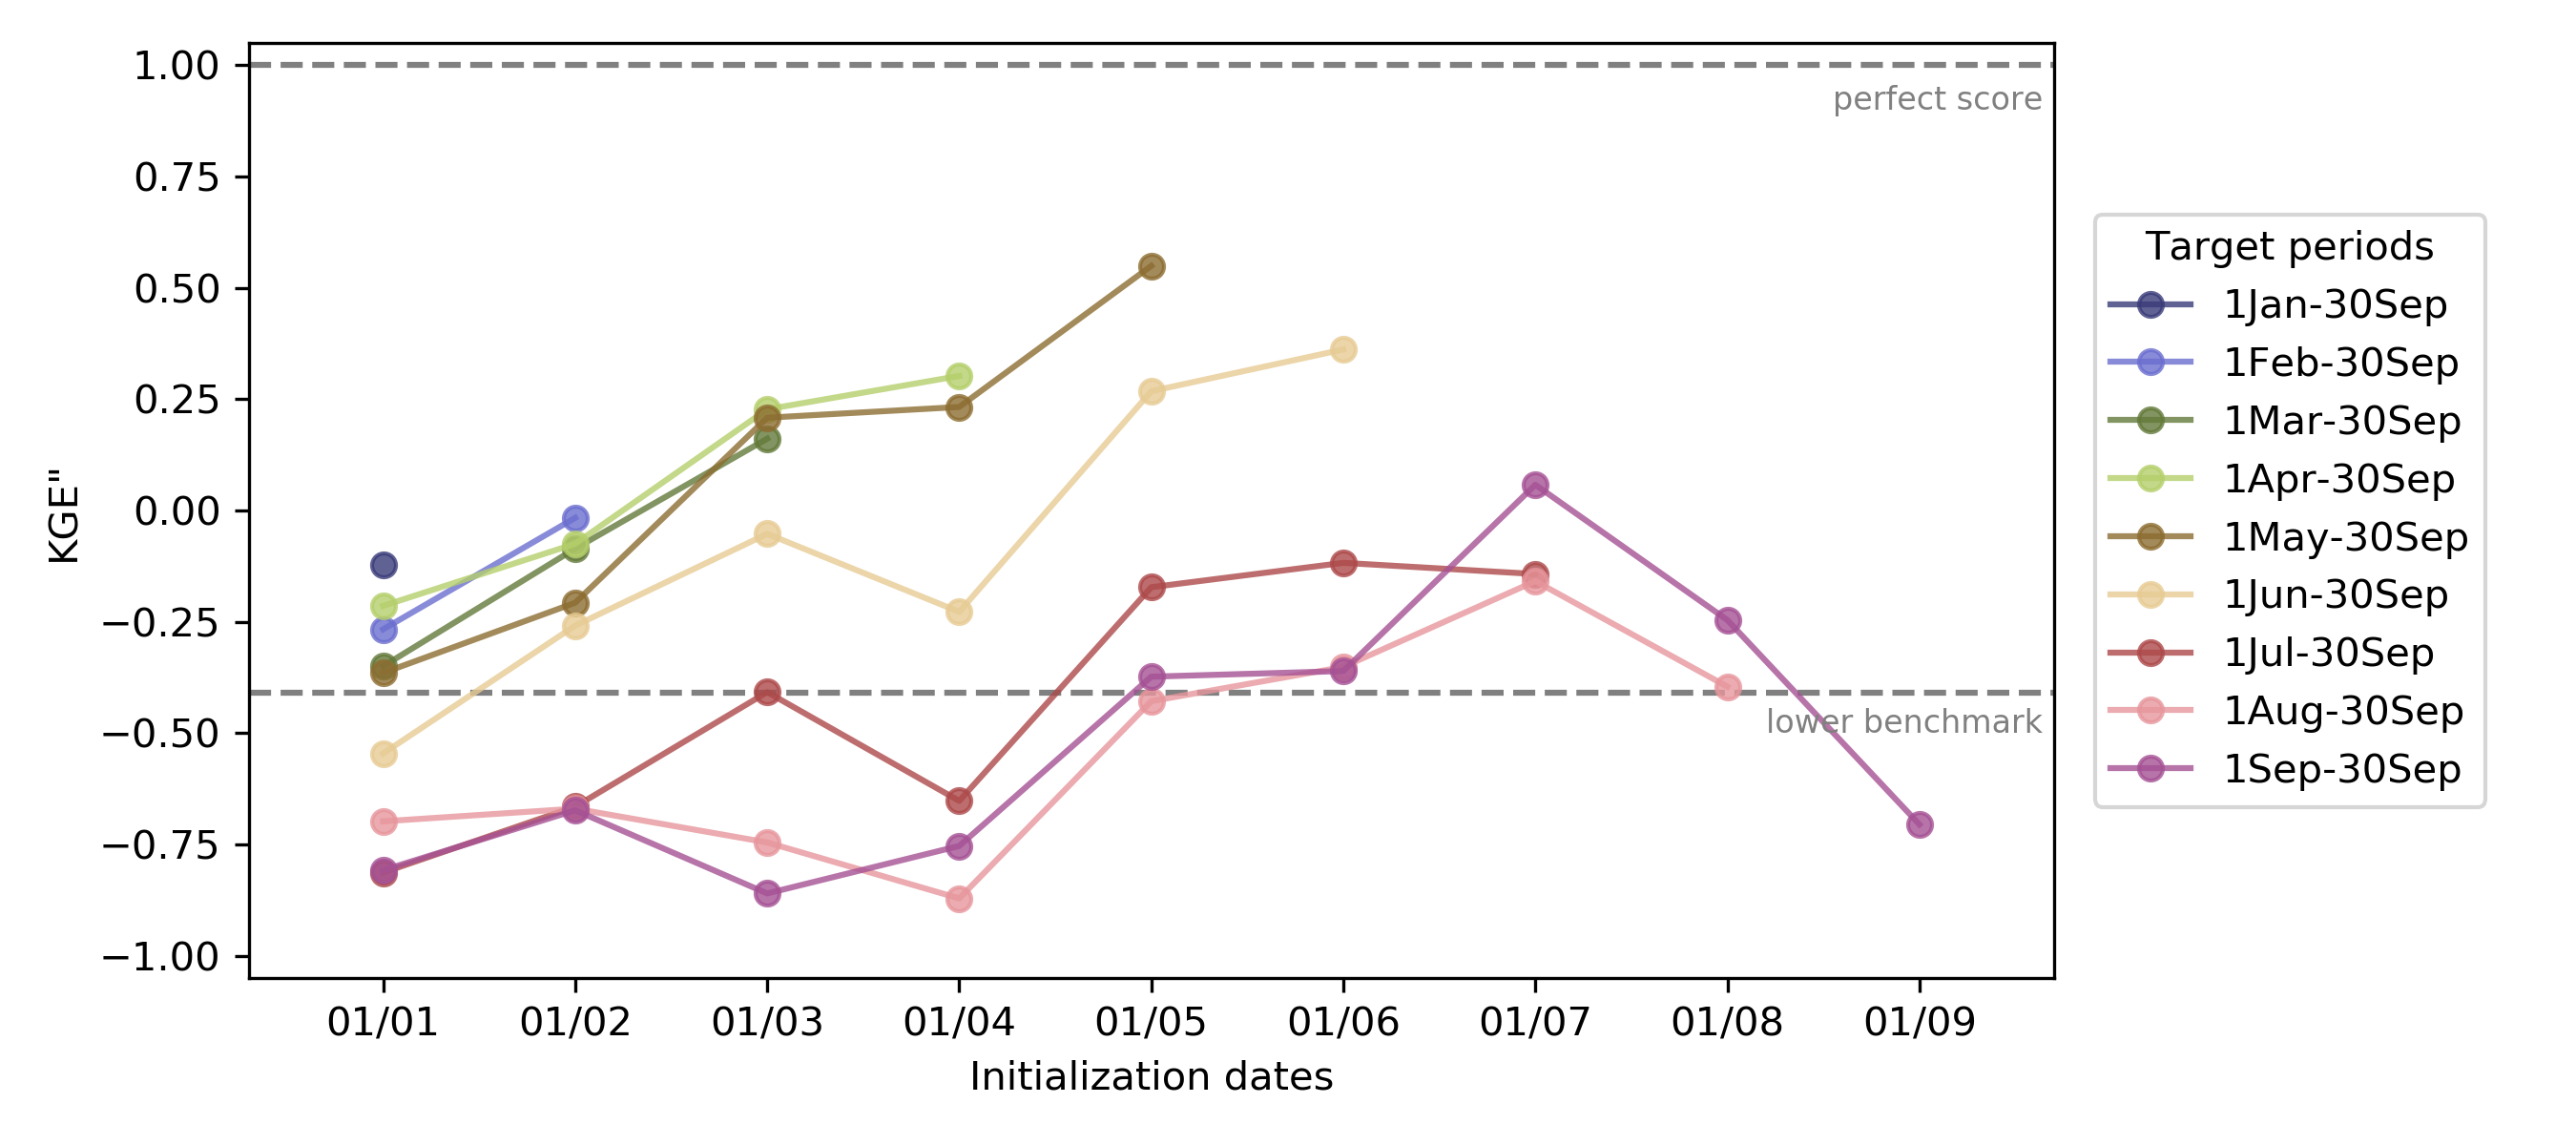 1.00
0.75
0.50
0.25
0.00
−0.25
−0.50
−0.75
−1.00
KGE"
perfect score
lower benchmark
01/01 01/02 01/03 01/04 01/05 01/06 01/07 01/08 01/09
Initialization dates
Target periods
1Jan-30Sep
1Feb-30Sep
1Mar-30Sep
1Apr-30Sep
1May-30Sep
1Jun-30Sep
1Jul-30Sep
1Aug-30Sep
1Sep-30Sep